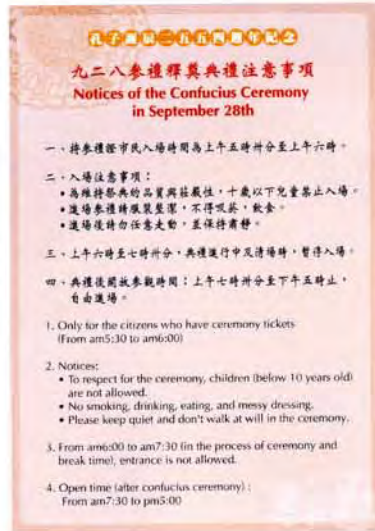 孔子誕辰二五五四週年紀念
九二八參禮釋奠典禮注意事項
Notices of the Confucius Ceremony
in September 28th
一、持參禮證市民入場時間為上午五時卅分至上午六時。
二、入場注意事項：
•為維持祭典的品質與莊嚴性，十歲以下兒童禁止入場。
•進場參禮請服裝整潔，不得吸菸，飲食。
•進場後請勿任意走動，並保持肅靜。
三、上午六時至七時卅分，典禮進行中及清場時，暫停入場。
四、典禮後開放參觀時間：上午七時卅分至下午五時止，
自由進場。
1. Only for the citizens who have ceremony tickets
(From am5:30 to am6:00)
2. Notices:
• To respect for the ceremony, children (below 10 years old)
are not allowed.
• No smoking, drinking, eating, and messy dressing.
• Please keep quiet and don't walk at will in the ceremony.
3. From am6:00 to am7:30 (in the process of ceremony and
break time), entrance is not allowed.
4. Open time (after confucius ceremony) :
From am7:30 to pm5:00